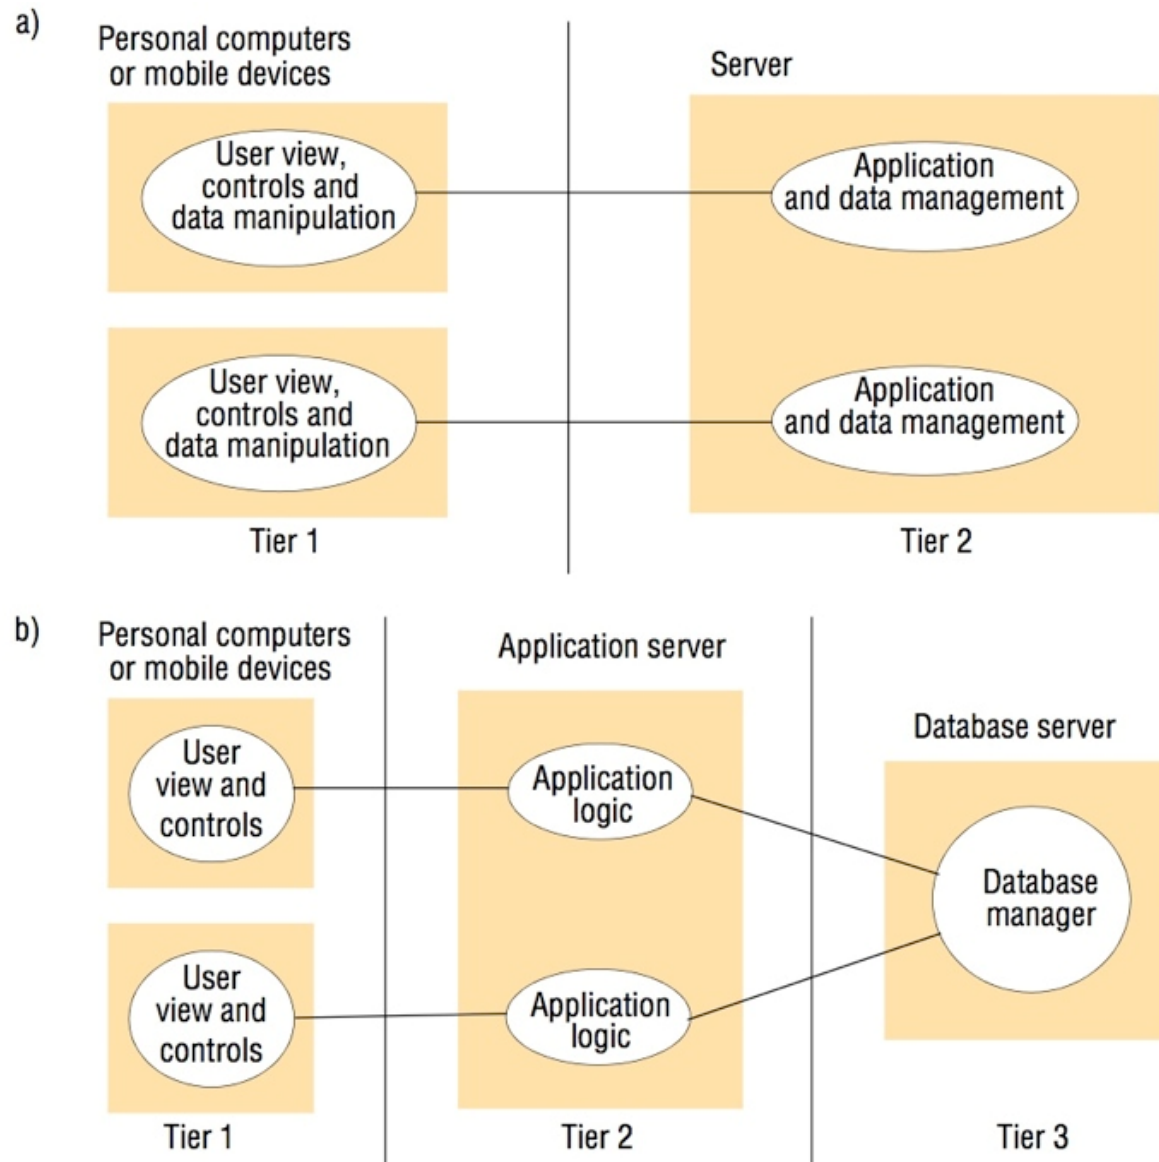 a)
Personal computers
or mobile devices
Server
User view,
controls and
data manipulation
Application
and data management
User view,
controls and
data manipulation
Application
and data management
Tier 1
Tier 2
b)
Personal computers
or mobile devices
Application server
Database server
User
view and
controls
Application
logic
Database
manager
User
view and
controls
Application
logic
Tier 1
Tier 2
Tier 3